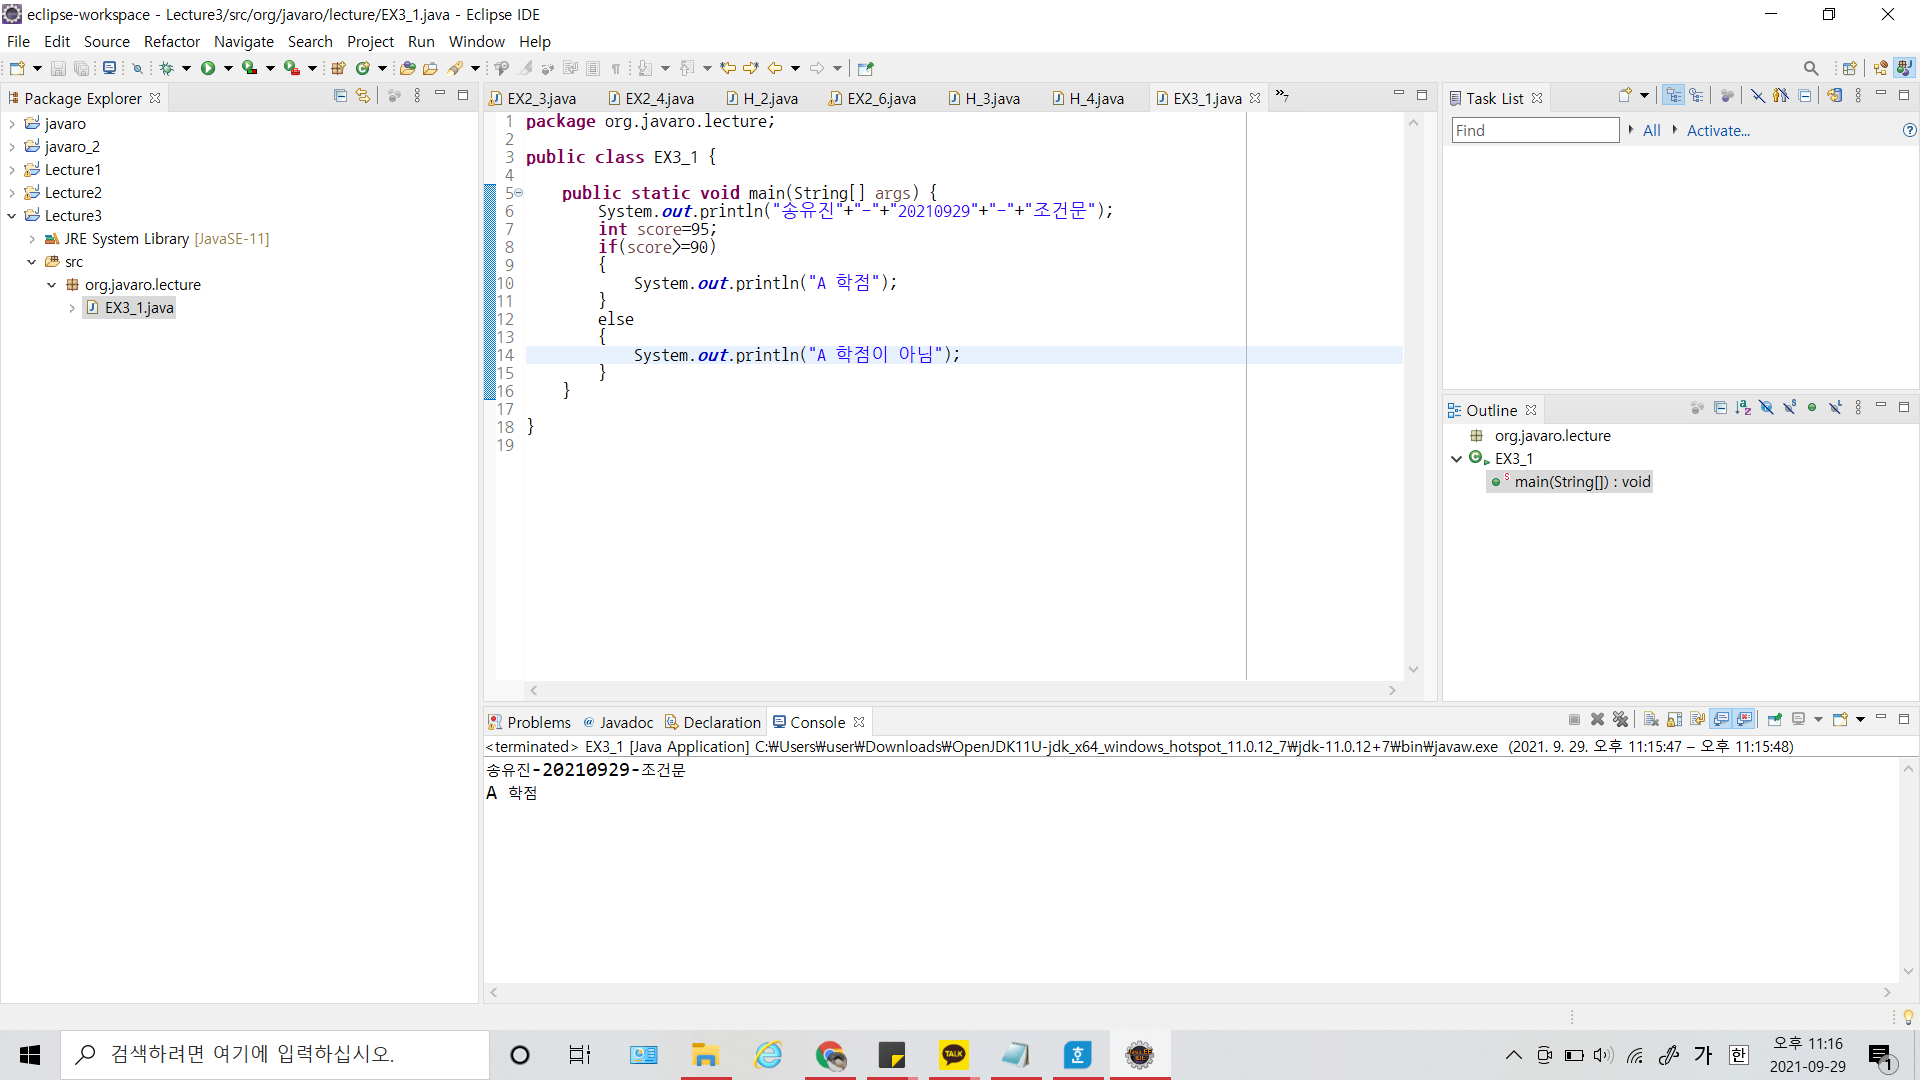 eclipse-workspace - Lecture3/src/org/javaro/lecture/EX3_1.java - Eclipse IDE
File Edit Source Refactor Navigate Search Project Run Window Help
Package Explorer
javaro
javaro_2
Lecture1
Lecture2
Lecture3
JRE System Library [JavaSE-11]
src
org.javaro.lecture
EX3_1.java
EX2_3.java EX2_4.java H_2.java EX2_6.java H_3.java H_4.java EX3_1.java »7
1 package org.javaro.lecture;
2
3 public class EX3_1 {
4
5 public static void main(String[] args) {
6 System.out.println("송유진"+"-"+"20210929"+"-"+"조건문");
7 int score=95;
8 if(score>=90)
9 {
10 System.out.println("A 학점");
11 }
12 else
13 {
14 System.out.println("A 학점이 아님");
15 }
16 }
17
18 }
19
Task List
Find All Activate...
Outline
org.javaro.lecture
EX3_1
main(String[]) : void
Problems Javadoc Declaration Console
<terminated> EX3_1 [Java Application] C:₩Users₩user₩Downloads₩OpenJDK11U-jdk_x64_windows_hotspot_11.0.12_7₩jdk-11.0.12+7₩bin₩javaw.exe (2021. 9. 29. 오후 11:15:47 – 오후 11:15:48)
송유진-20210929-조건문
A 학점
검색하려면 여기에 입력하십시오.
TALK
가 한
오후 11:16
2021-09-29
1